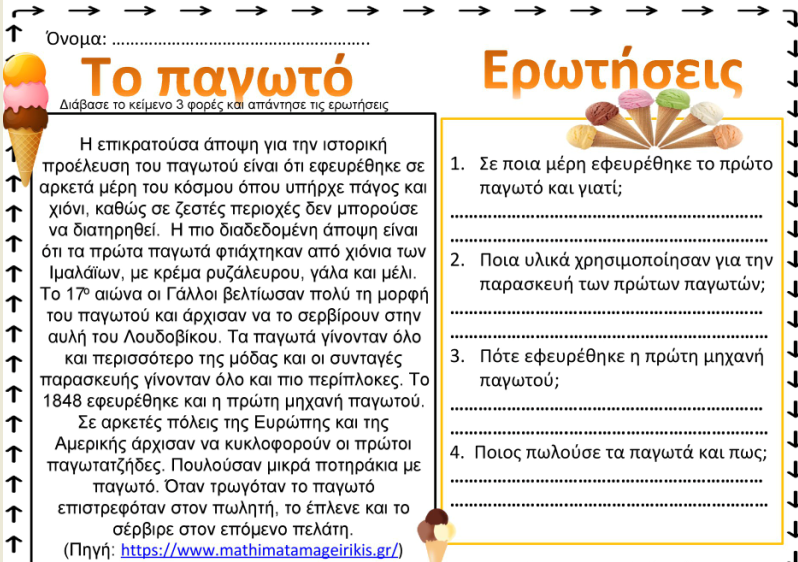 Όνομα: ………………………………………………..
Το παγωτό
Διάβασε το κείμενο 3 φορές και απάντησε τις ερωτήσεις
Η επικρατούσα άποψη για την ιστορική
προέλευση του παγωτού είναι ότι εφευρέθηκε σε
αρκετά μέρη του κόσμου όπου υπήρχε πάγος και
χιόνι, καθώς σε ζεστές περιοχές δεν μπορούσε
να διατηρηθεί. Η πιο διαδεδομένη άποψη είναι
ότι τα πρώτα παγωτά φτιάχτηκαν από χιόνια των
Ιμαλάϊων, με κρέμα ρυζάλευρου, γάλα και μέλι.
Το 17ο αιώνα οι Γάλλοι βελτίωσαν πολύ τη μορφή
του παγωτού και άρχισαν να το σερβίρουν στην
αυλή του Λουδοβίκου. Τα παγωτά γίνονταν όλο
και περισσότερο της μόδας και οι συνταγές
παρασκευής γίνονταν όλο και πιο περίπλοκες. Το
1848 εφευρέθηκε και η πρώτη μηχανή παγωτού.
Σε αρκετές πόλεις της Ευρώπης και της
Αμερικής άρχισαν να κυκλοφορούν οι πρώτοι
παγωτατζήδες. Πουλούσαν μικρά ποτηράκια με
παγωτό. Όταν τρωγόταν το παγωτό
επιστρεφόταν στον πωλητή, το έπλενε και το
σέρβιρε στον επόμενο πελάτη.
(Πηγή: https://www.mathimatamageirikis.gr/)
Ερωτήσεις
1. Σε ποια μέρη εφευρέθηκε το πρώτο
παγωτό και γιατί;
……………………………………………………
……………………………………………………
2. Ποια υλικά χρησιμοποίησαν για την
παρασκευή των πρώτων παγωτών;
……………………………………………………
……………………………………………………
3. Πότε εφευρέθηκε η πρώτη μηχανή
παγωτού;
……………………………………………………
……………………………………………………
4. Ποιος πωλούσε τα παγωτά και πως;
……………………………………………………
……………………………………………………